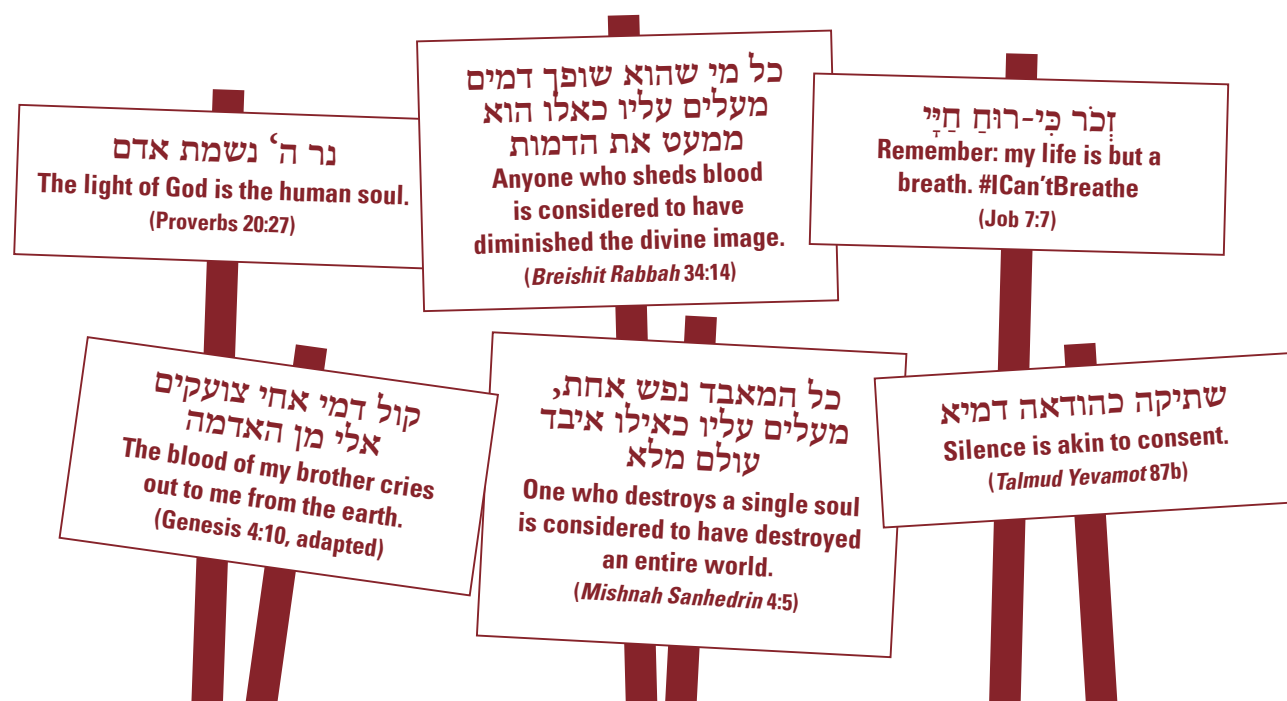 נר ה‘ נשמת אדם
The light of God is the human soul.
(Proverbs 20:27)
כל מי שהוא שופך דמים
מעלים עליו כאלו הוא
ממעט את הדמות
Anyone who sheds blood
is considered to have
diminished the divine image.
(Breishit Rabbah 34:14)
זְכֹר כִּי-רוּחַ חַיָּי
Remember: my life is but a
breath. #ICan'tBreathe
(Job 7:7)
קול דמי אחי צועקים
אלי מן האדמה
The blood of my brother cries
out to me from the earth.
(Genesis 4:10, adapted)
כל המאבד נפש אחת,
מעלים עליו כאילו איבד
עולם מלא
One who destroys a single soul
is considered to have destroyed
an entire world.
(Mishnah Sanhedrin 4:5)
שתיקה כהודאה דמיא
Silence is akin to consent.
(Talmud Yevamot 87b)